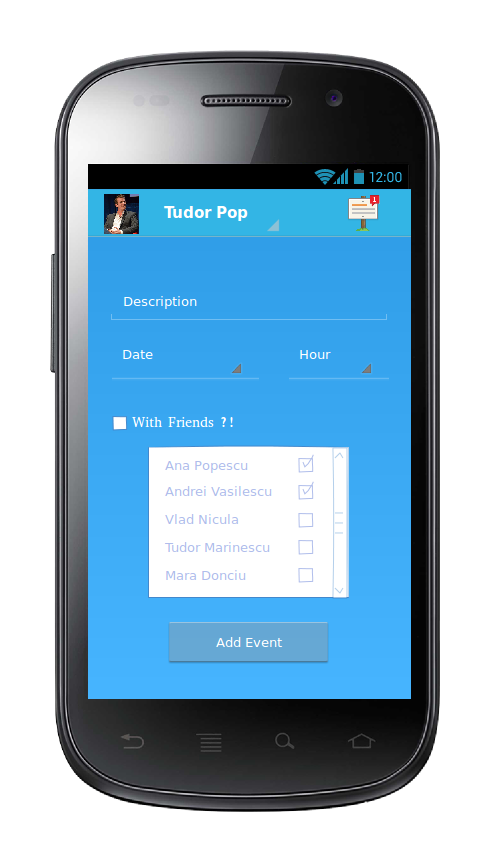 12:00
Tudor Pop
1
Description
Date Hour
With Friends ?!
Ana Popescu
Andrei Vasilescu
Vlad Nicula
Tudor Marinescu
Mara Donciu
Add Event